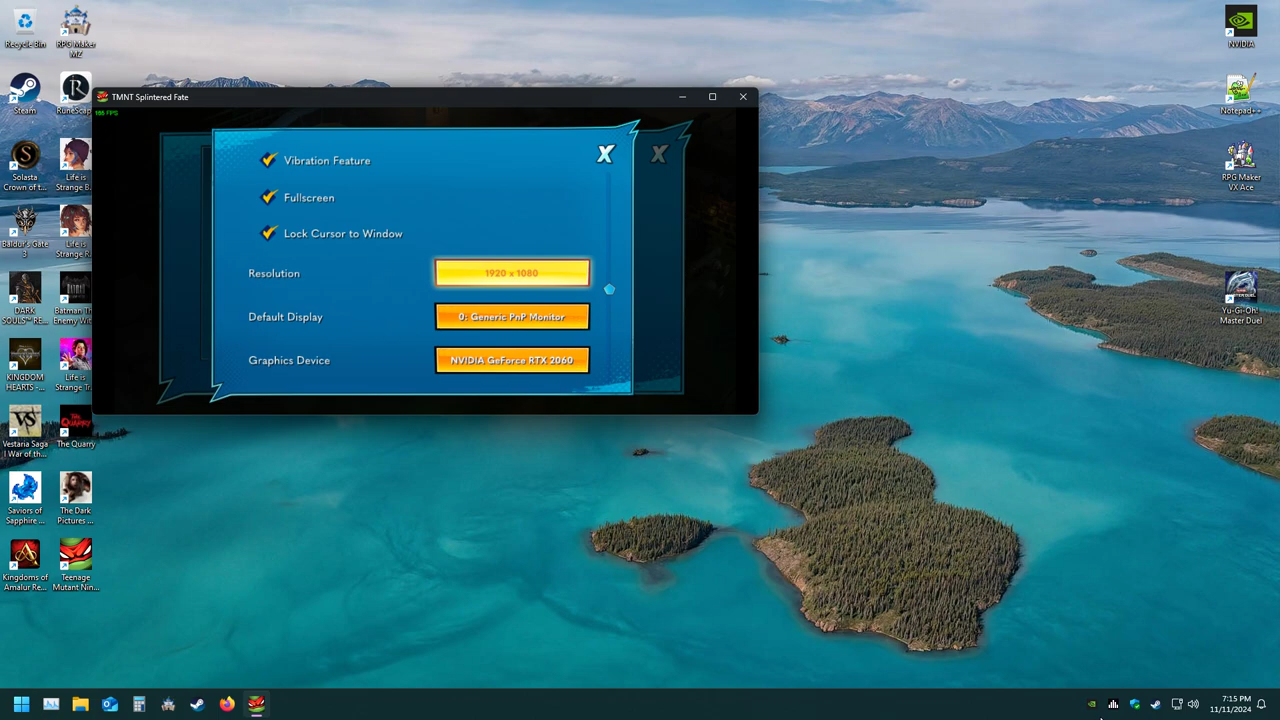 Recycle Bin
RPG Maker
MZ
Steam
RuneScap
Solasta
Crown of t...
Life is
Strange B...
Baldur's Gate
3
Life is
Strange R
DARK
SOULS™ RE...
Batman Th
Enemy Wit
KINGDOM
HEARTS -...
Life is
Strange Tr
Vestaria Saga
I War of th...
The Quarry
Saviors of
Sapphire ...
The Dark
Pictures ...
Kingdoms of
Amalur Re...
Teenage
Mutant Nin...
TMNT Splintered Fate
FPS
X
X
Vibration Feature
Fullscreen
Lock Cursor to Window
Resolution
1920 x 1080
Default Display
0: Generic PnP Monitor
Graphics Device
NVIDIA GeForce RTX 2060
NVIDIA
Notepad++
RPG Maker
VX Ace
Yu-Gi-Oh!
Master Duel
7:15 PM
11/11/2024